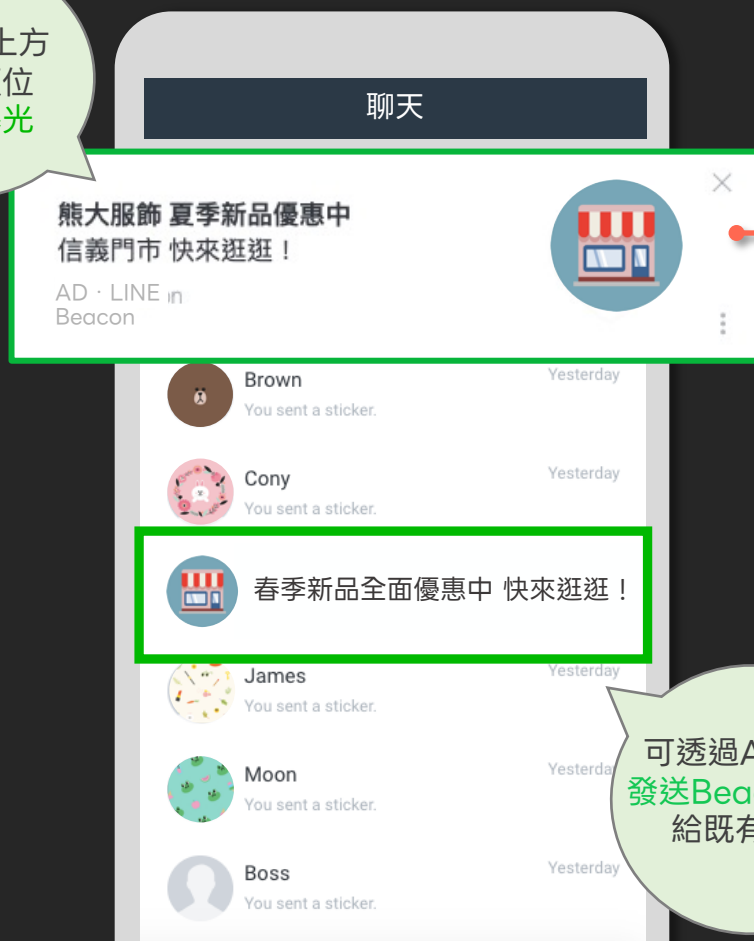 上方
位
光
聊天
熊大服飾 夏季新品優惠中
信義門市 快來逛逛！
AD · LINE
Beacon
Brown
Yesterday
You sent a sticker.
Cony
Yesterday
You sent a sticker.
春季新品全面優惠中 快來逛逛！
James
Yesterday
You sent a sticker.
Moon
Yesterda
You sent a sticker.
Boss
Yesterday
You sent a sticker.
可透過A
發送Bea
給既有